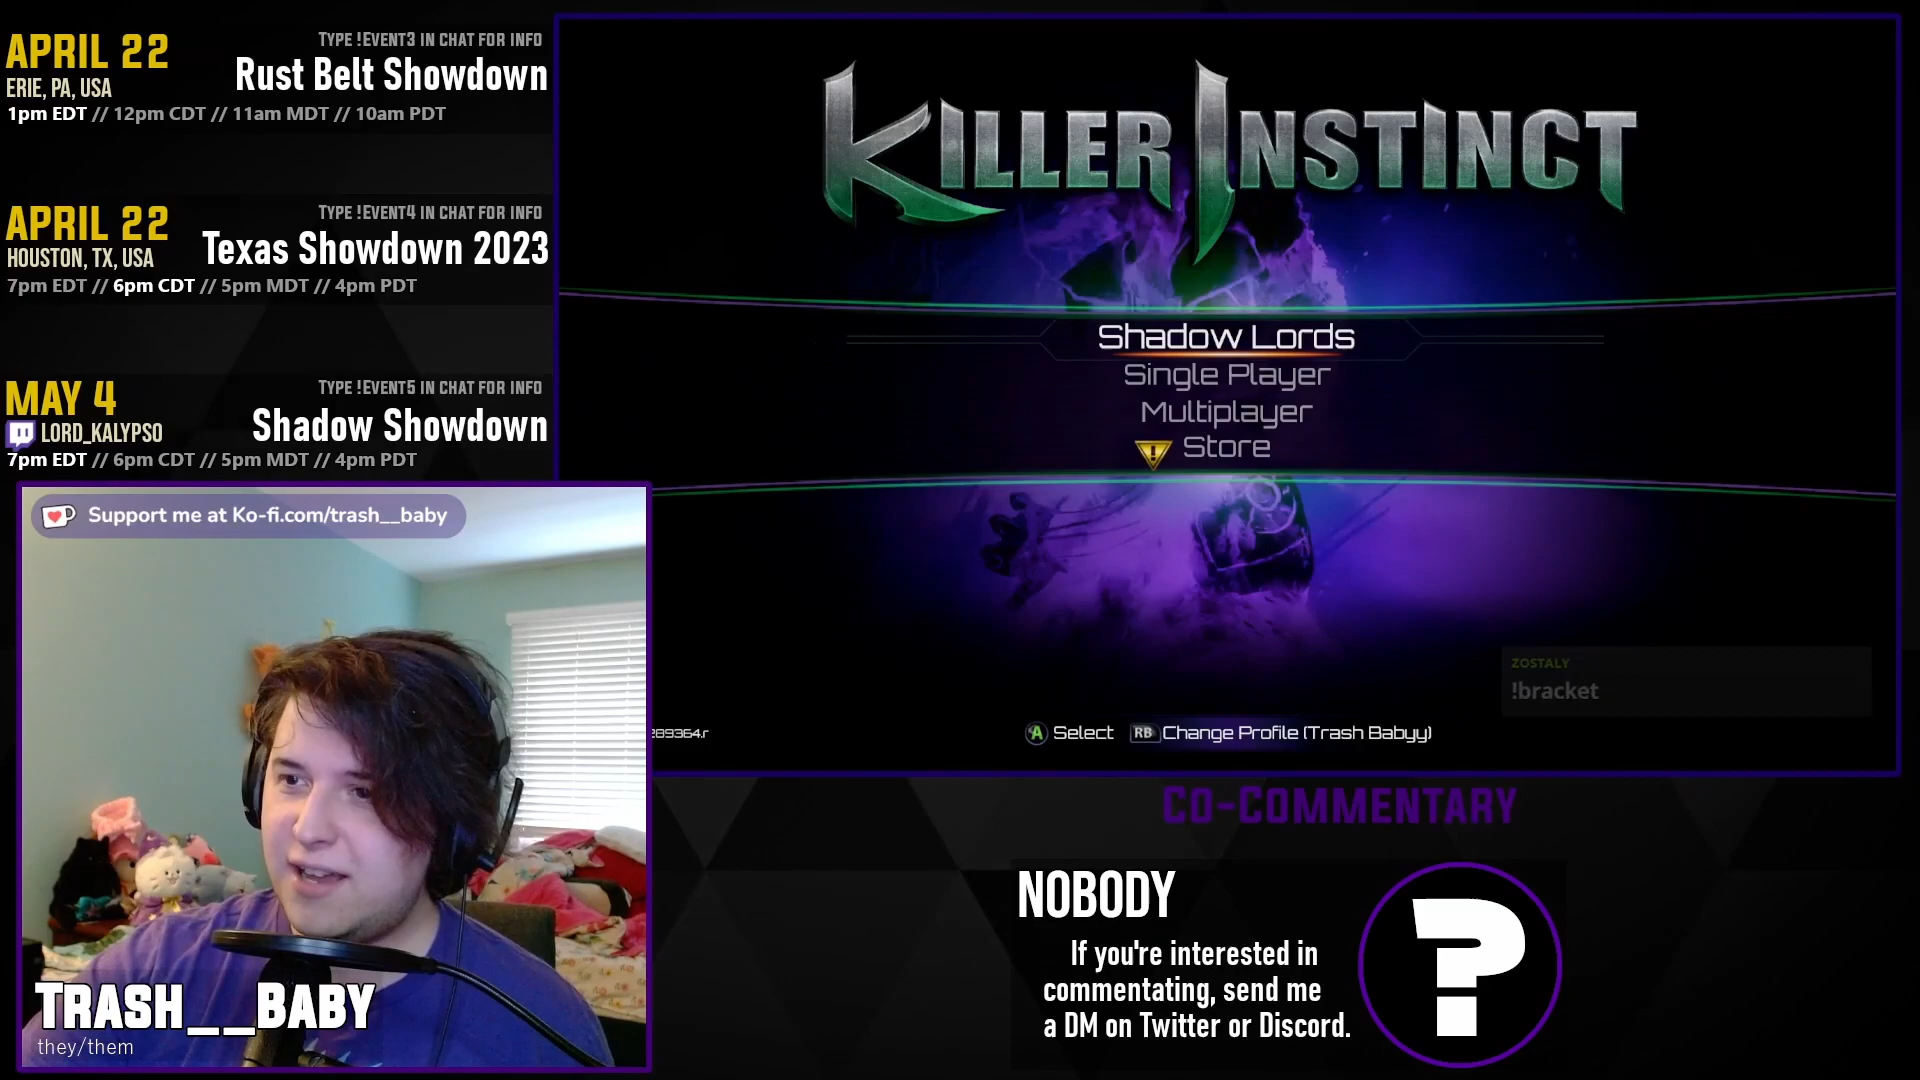 APRIL 22
TYPE !EVENT3 IN CHAT FOR INFO
ERIE, PA, USA
Rust Belt Showdown
1pm EDT // 12pm CDT // 11am MDT // 10am PDT
APRIL 22
TYPE !EVENT4 IN CHAT FOR INFO
HOUSTON, TX, USA
Texas Showdown 2023
7pm EDT // 6pm CDT // 5pm MDT // 4pm PDT
MAY 4
TYPE !EVENT5 IN CHAT FOR INFO
LORD_KALYPSO
Shadow Showdown
7pm EDT // 6pm CDT // 5pm MDT // 4pm PDT
KILLER INSTINCT
Shadow Lords
Single Player
Multiplayer
! Store
ZOSTALY
!bracket
289364.r
A Select RB Change Profile (Trash Babyy)
Support me at Ko-fi.com/trash__baby
TRASH__BABY
they/them
CO-COMMENTARY
NOBODY
If you're interested in
commentating, send me
a DM on Twitter or Discord.
?